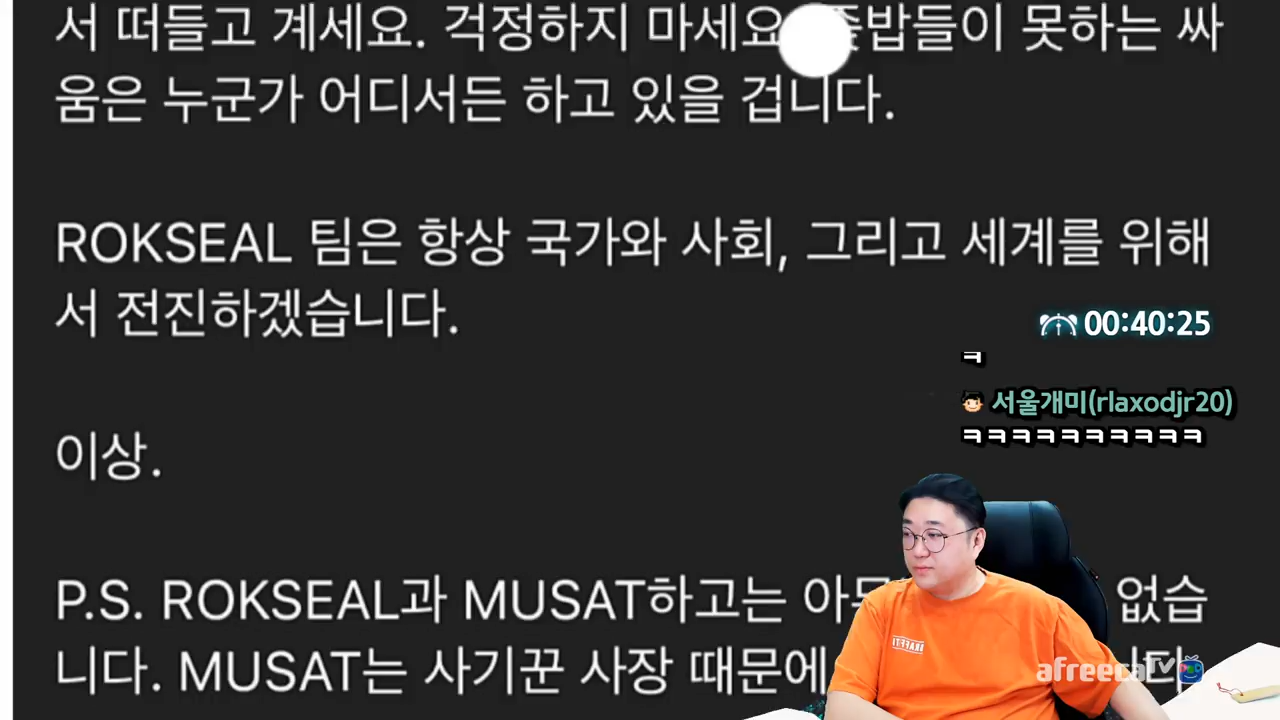 서 떠들고 계세요. 걱정하지 마세요 들이 못하는 싸
움은 누군가 어디서든 하고 있을 겁니다.
ROKSEAL 팀은 항상 국가와 사회, 그리고 세계를 위해
서 전진하겠습니다.
00:40:25
ㅋ
서울개미(rlaxodjr20)
ㅋㅋㅋㅋㅋㅋㅋㅋㅋㅋ
이상.
P.S. ROKSEAL과 MUSAT하고는 없습
니다. MUSAT는 사기꾼 사장 때문에
afreecaTV